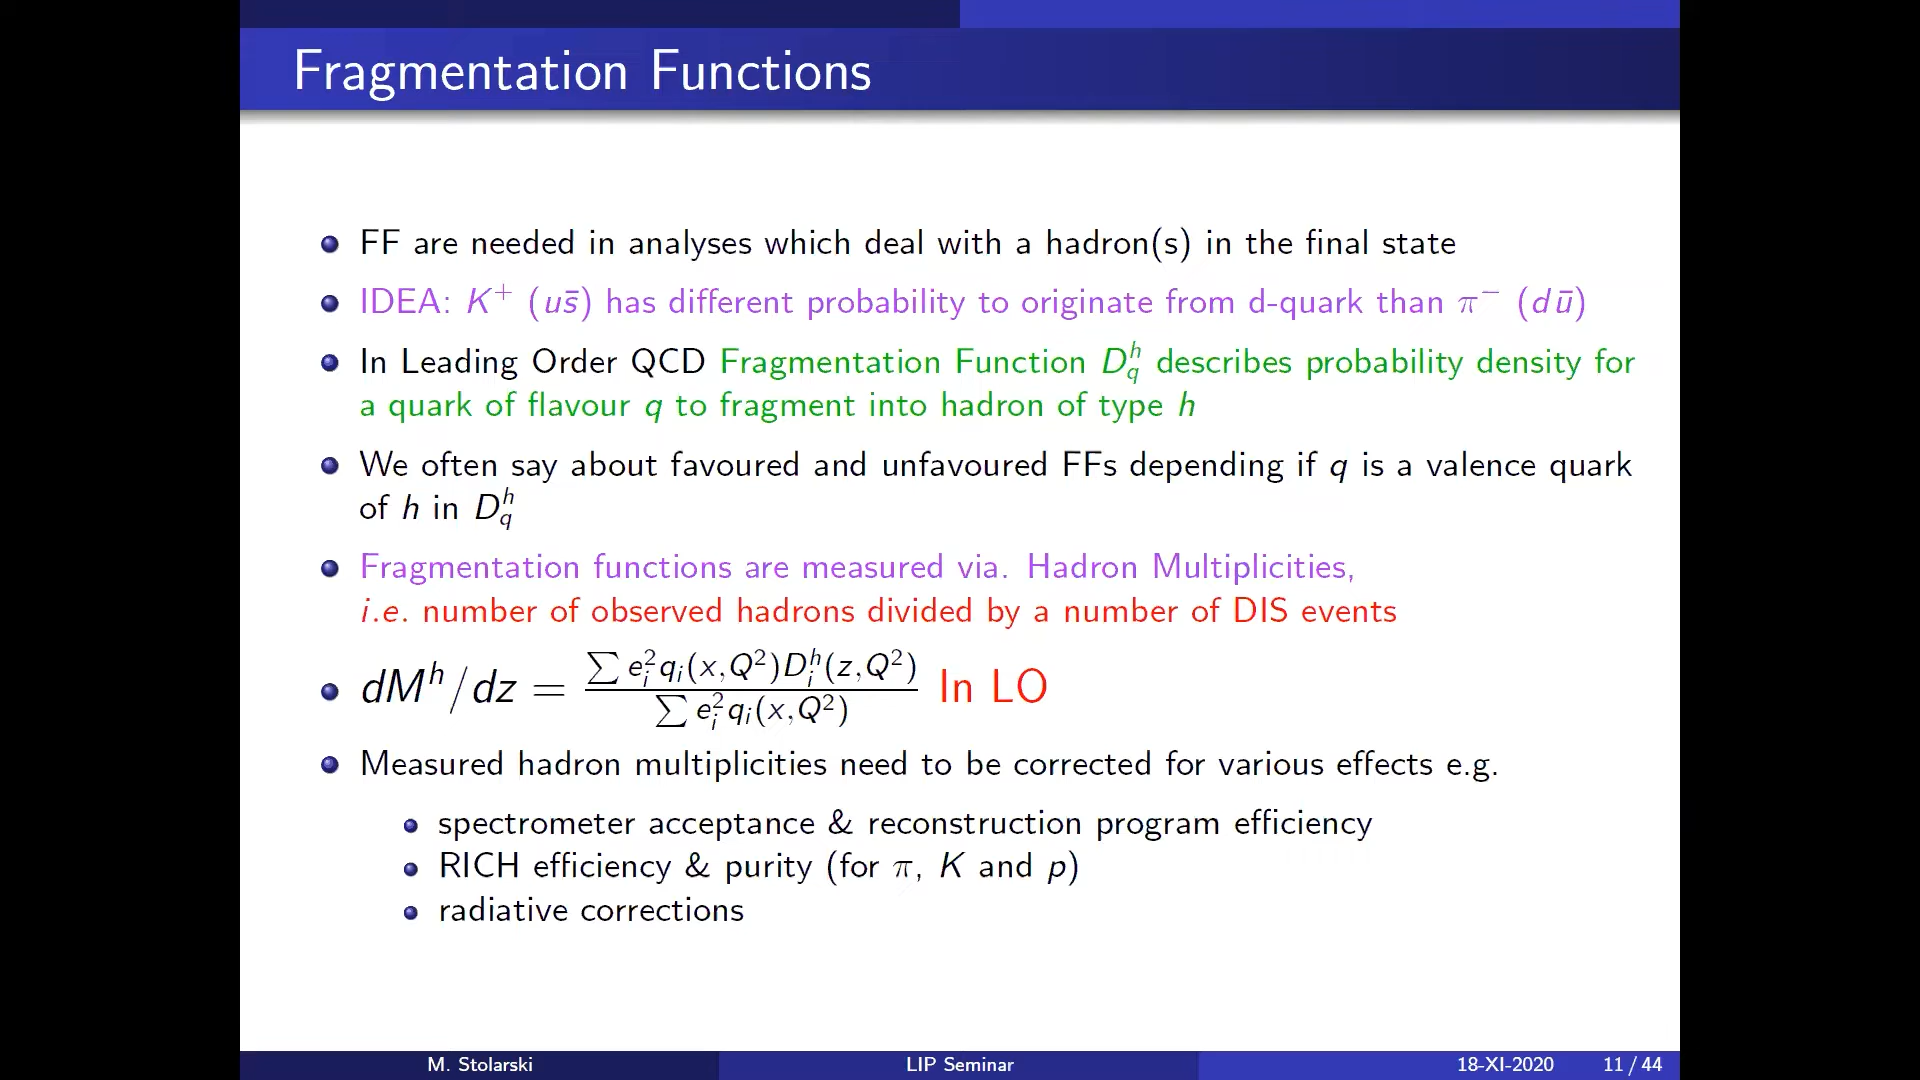 Fragmentation Functions
FF are needed in analyses which deal with a hadron(s) in the final state
IDEA: K⁺ (us̄) has different probability to originate from d-quark than π⁻ (dū)
In Leading Order QCD Fragmentation Function D_q^h describes probability density for
a quark of flavour q to fragment into hadron of type h
We often say about favoured and unfavoured FFs depending if q is a valence quark
of h in D_q^h
Fragmentation functions are measured via. Hadron Multiplicities,
i.e. number of observed hadrons divided by a number of DIS events
dM^h/dz = ∑ e_i^2 q_i(x,Q²)D_i^h(z,Q²) / ∑ e_i^2 q_i(x,Q²) In LO
Measured hadron multiplicities need to be corrected for various effects e.g.
spectrometer acceptance & reconstruction program efficiency
RICH efficiency & purity (for π, K and p)
radiative corrections
M. Stolarski LIP Seminar 18-XI-2020 11 / 44